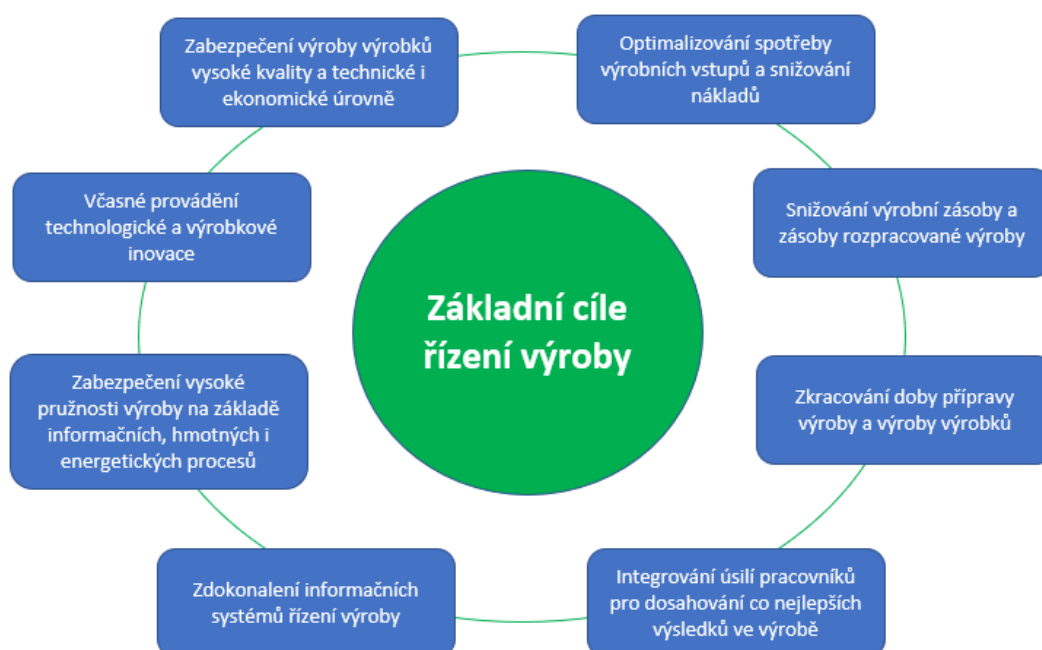 Zabezpečení výroby výrobků
vysoké kvality a technické i
ekonomické úrovně
Optimalizování spotřeby
výrobních vstupů a snižování
nákladů
Včasné provádění
technologické a výrobkové
inovace
Snižování výrobní zásoby a
zásoby rozpracované výroby
Základní cíle
řízení výroby
Zabezpečení vysoké
pružnosti výroby na základě
informačních, hmotných i
energetických procesů
Zkracování doby přípravy
výroby a výroby výrobků
Zdokonalení informačních
systémů řízení výroby
Integrování úsilí pracovníků
pro dosahování co nejlepších
výsledků ve výrobě